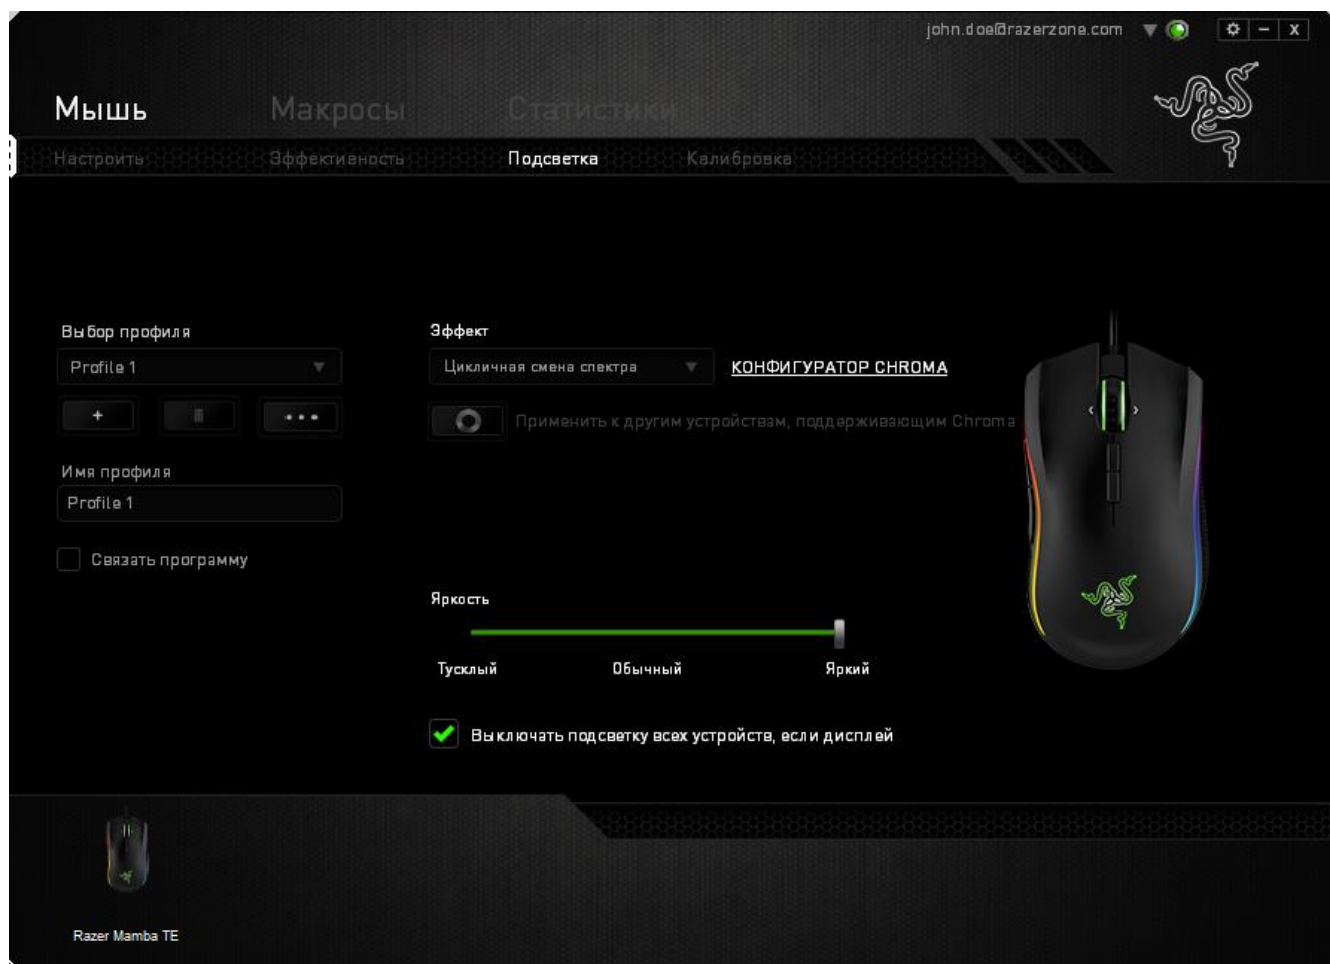 john.doe@razerzone.com
Мышь Макросы Статистики
Настроить Эффективность Подсветка Калибровка
Выбор профиля
Profile 1
Имя профиля
Profile 1
Связать программу
Эффект
Цикличная смена спектра
КОНФИГУРАТОР CHROMA
Применить к другим устройствам, поддерживающим Chroma
Яркость
Тусклый Обычный Яркий
Выключать подсветку всех устройств, если дисплей
Razer Mamba TE